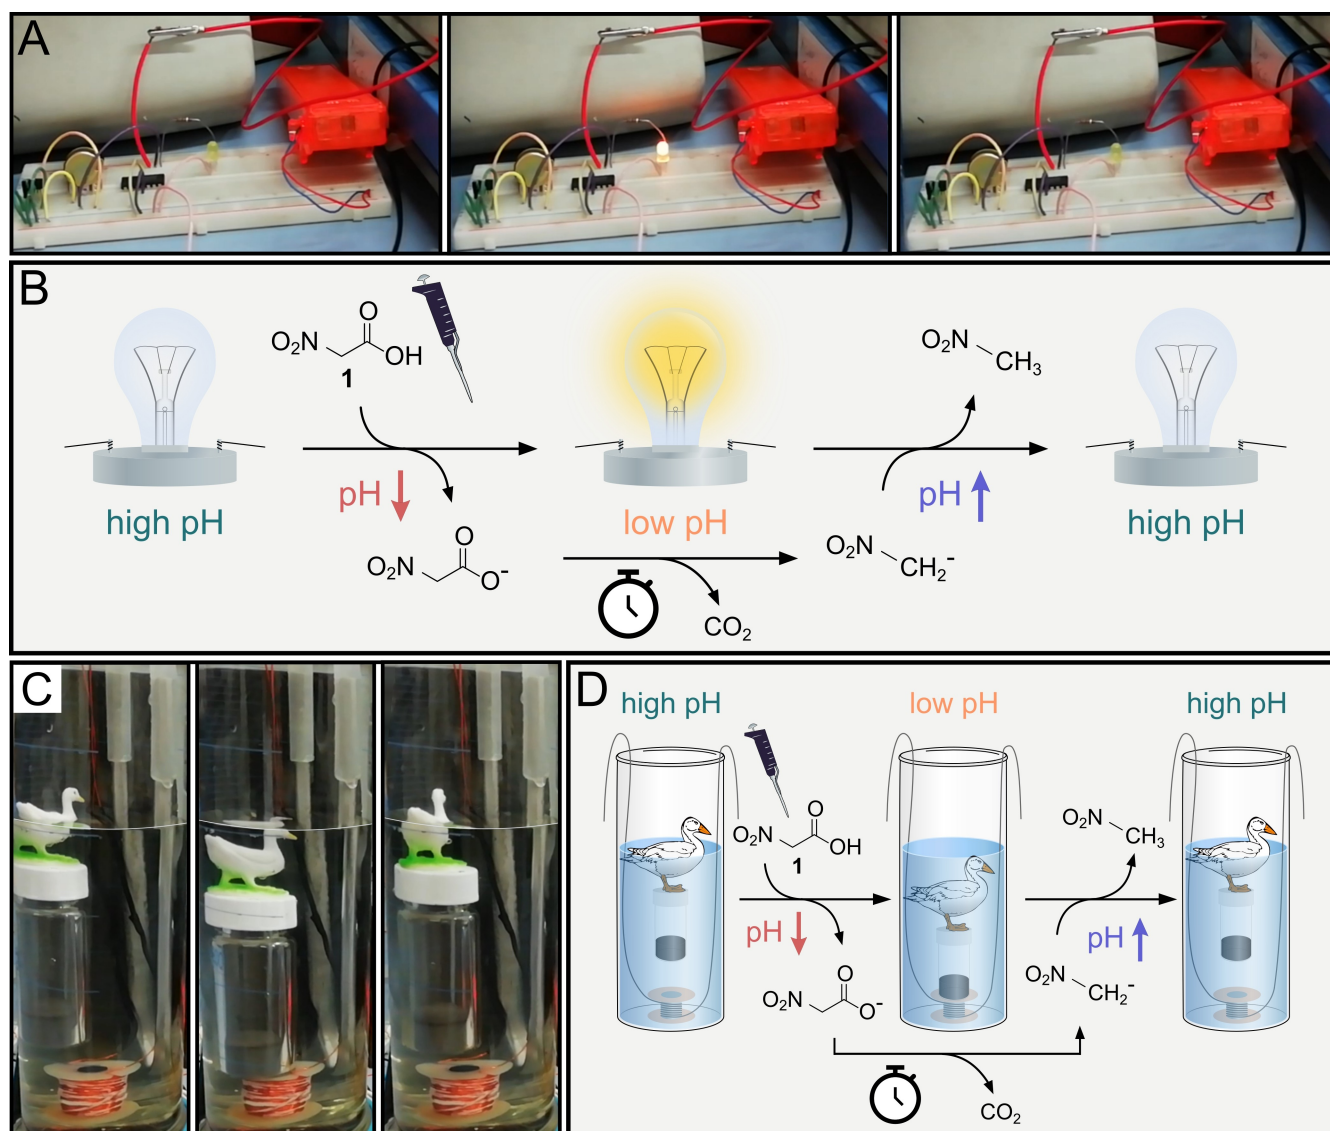 A
B
O
O₂N
OH
1
O₂N
CH₃
pH
pH
high pH
low pH
high pH
O
O₂N
O⁻
O₂N
CH₂⁻
CO₂
C
D
high pH
low pH
high pH
O
O₂N
OH
1
O₂N
CH₃
pH
pH
O
O₂N
O⁻
O₂N
CH₂⁻
CO₂